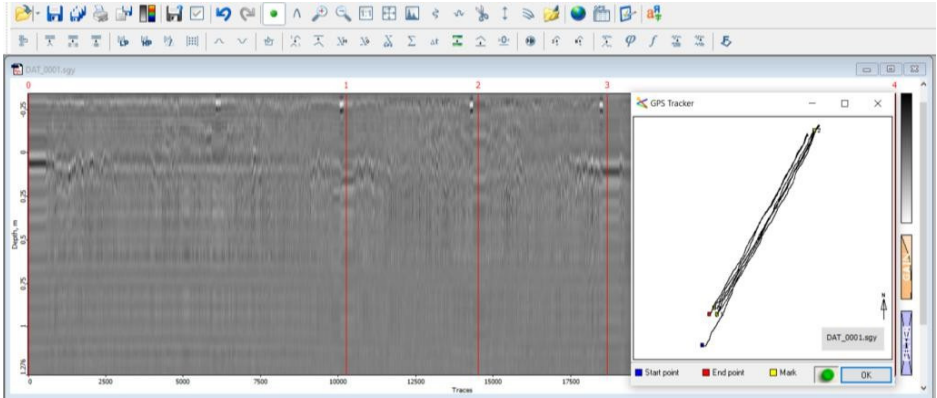 DAT_0001.sgy
0 1 2 3 4
-0.25
0
0.25
0.5
0.75
1
1.276
Depth, m
0 2500 5000 7500 10000 12500 15000 17500
Traces
GPS Tracker
N
DAT_0001.sgy
Start point End point Mark OK